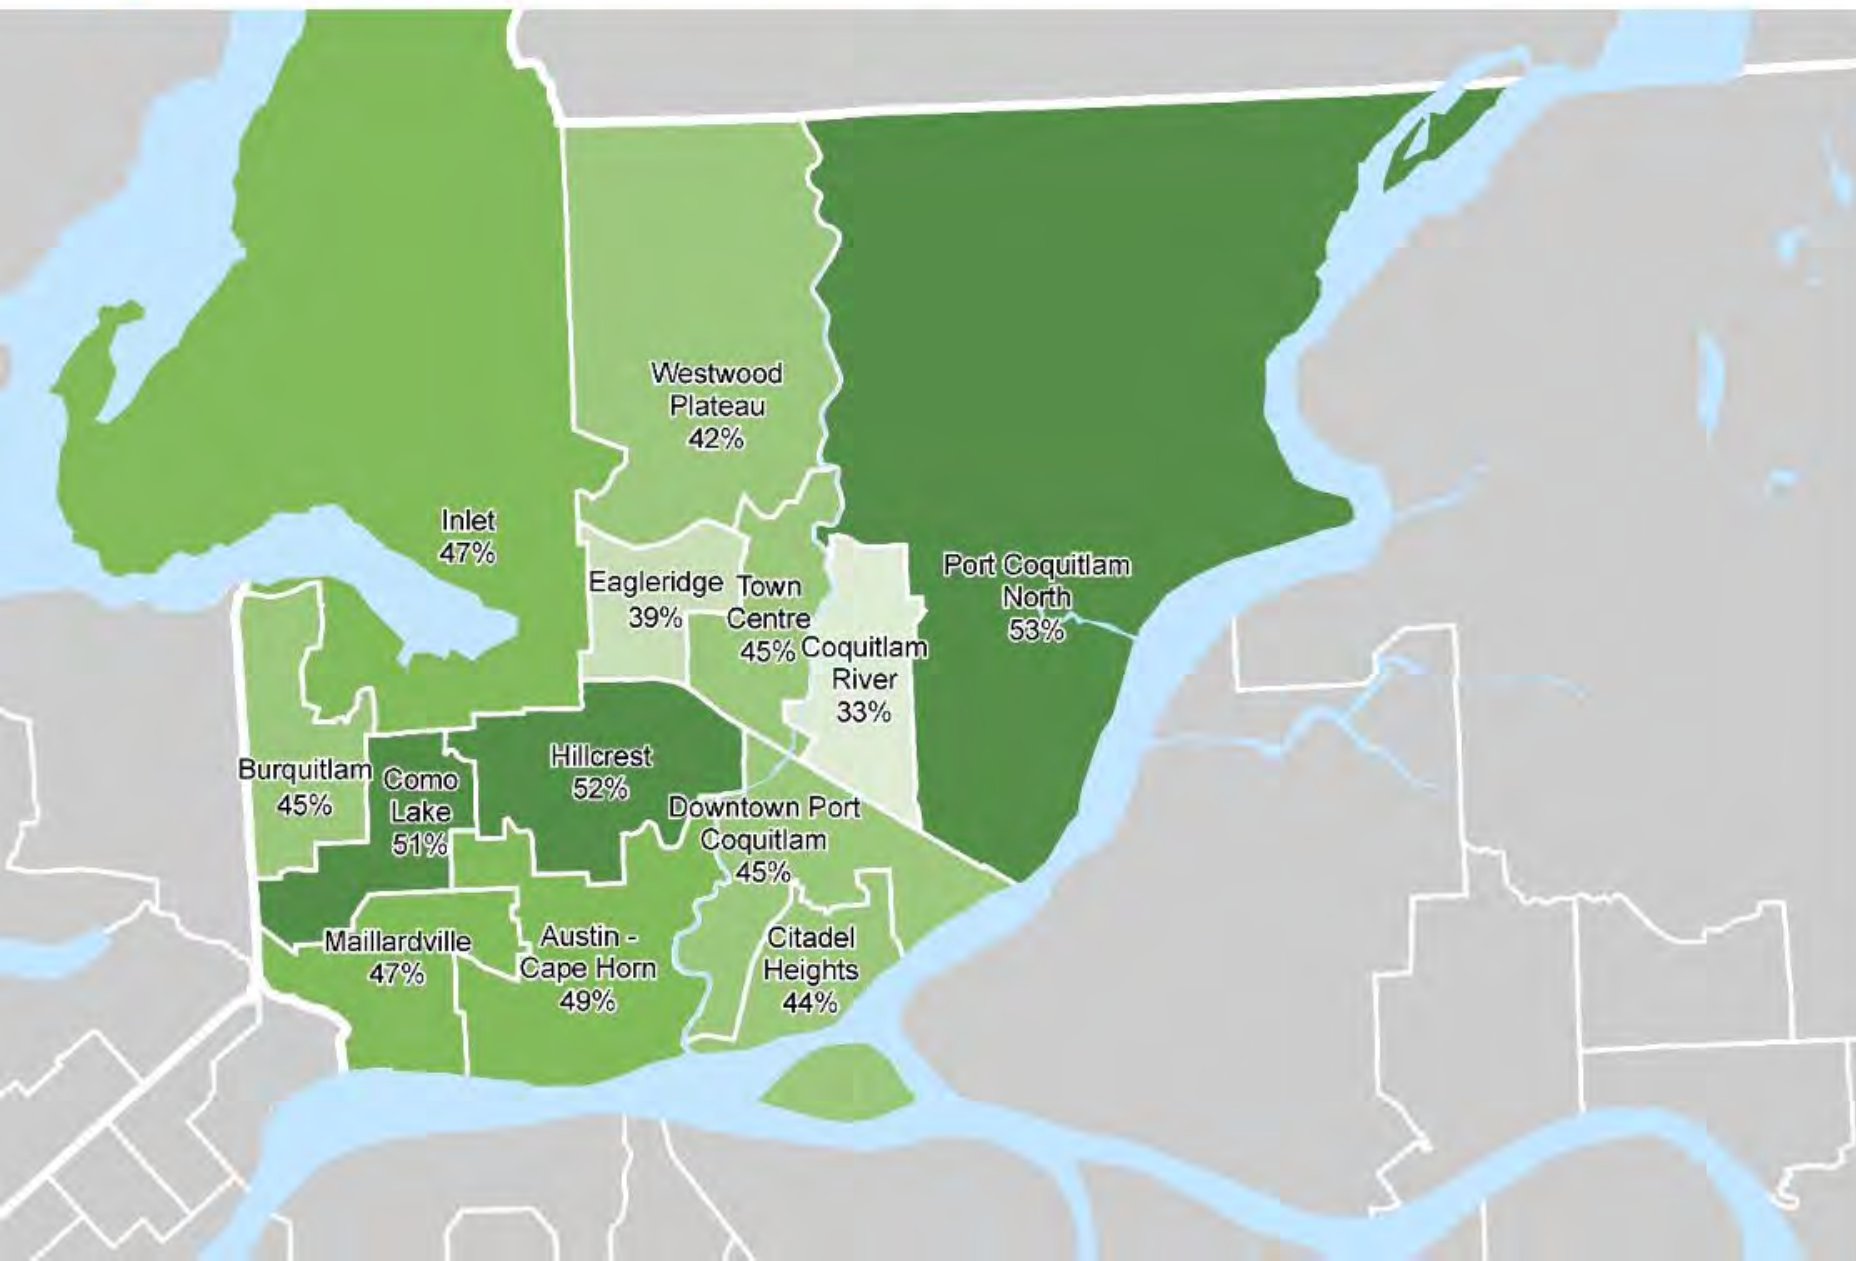 Westwood
Plateau
42%
Inlet
47%
Eagleridge
39%
Town
Centre
45%
Coquitlam
River
33%
Port Coquitlam
North
53%
Burquitlam
45%
Como
Lake
51%
Hillcrest
52%
Downtown Port
Coquitlam
45%
Maillardville
47%
Austin -
Cape Horn
49%
Citadel
Heights
44%